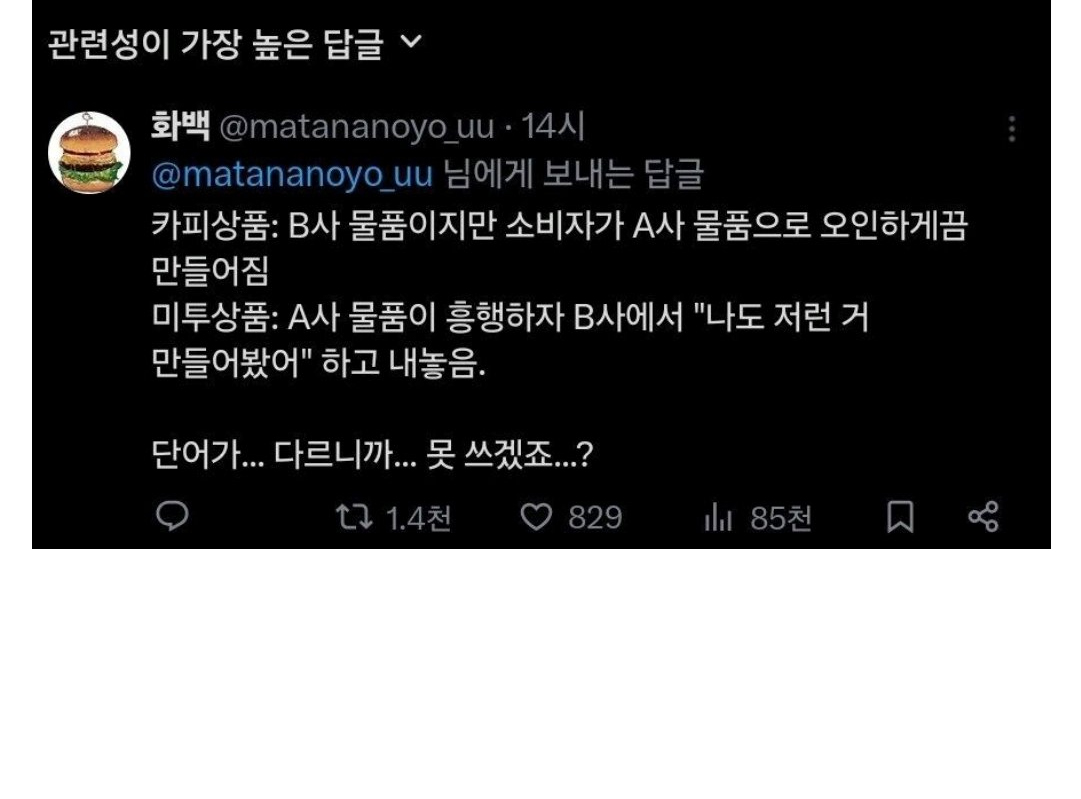 관련성이 가장 높은 답글
화백 @matananoyo_uu · 14시
@matananoyo_uu 님에게 보내는 답글
카피상품: B사 물품이지만 소비자가 A사 물품으로 오인하게끔
만들어짐
미투상품: A사 물품이 흥행하자 B사에서 "나도 저런 거
만들어봤어" 하고 내놓음.
단어가... 다르니까... 못 쓰겠죠...?
1.4천 829 85천